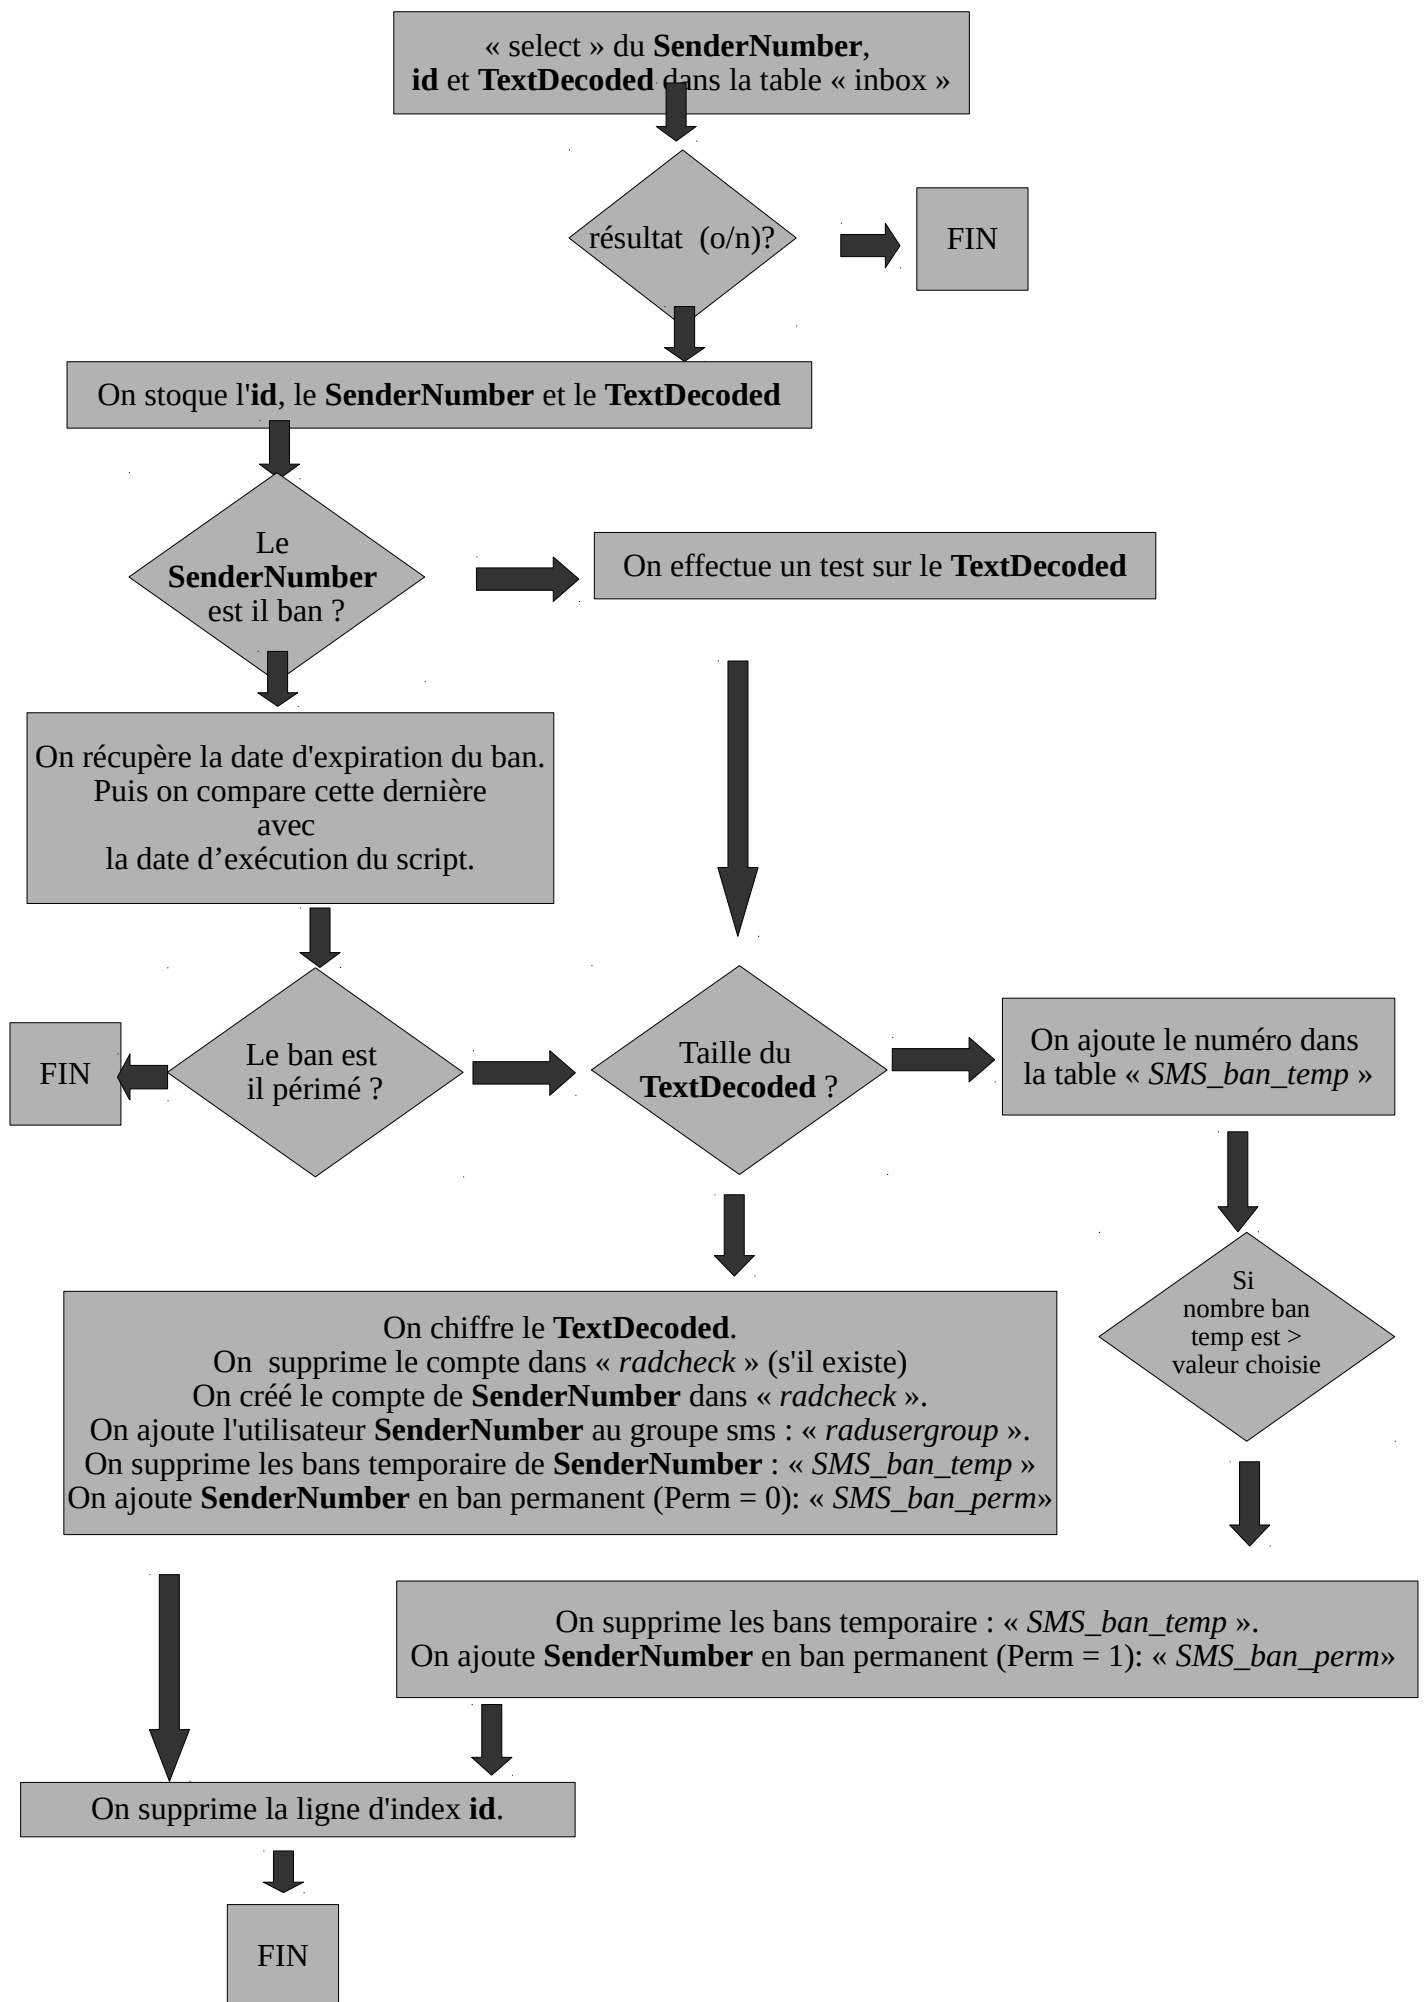 « select » du SenderNumber,
id et TextDecoded dans la table « inbox »
résultat  (o/n)?
FIN
On stoque l'id, le SenderNumber et le TextDecoded
Le
SenderNumber
est il ban ?
On effectue un test sur le TextDecoded
On récupère la date d'expiration du ban.
Puis on compare cette dernière
avec
la date d’exécution du script.
FIN
Le ban est
il périmé ?
Taille du
TextDecoded ?
On ajoute le numéro dans
la table « SMS_ban_temp »
Si
nombre ban
temp est >
valeur choisie
On chiffre le TextDecoded.
On  supprime le compte dans « radcheck » (s'il existe)
On créé le compte de SenderNumber dans « radcheck ».
On ajoute l'utilisateur SenderNumber au groupe sms : « radusergroup ».
On supprime les bans temporaire de SenderNumber : « SMS_ban_temp »
On ajoute SenderNumber en ban permanent (Perm = 0): « SMS_ban_perm»
On supprime les bans temporaire : « SMS_ban_temp ».
On ajoute SenderNumber en ban permanent (Perm = 1): « SMS_ban_perm»
On supprime la ligne d'index id.
FIN